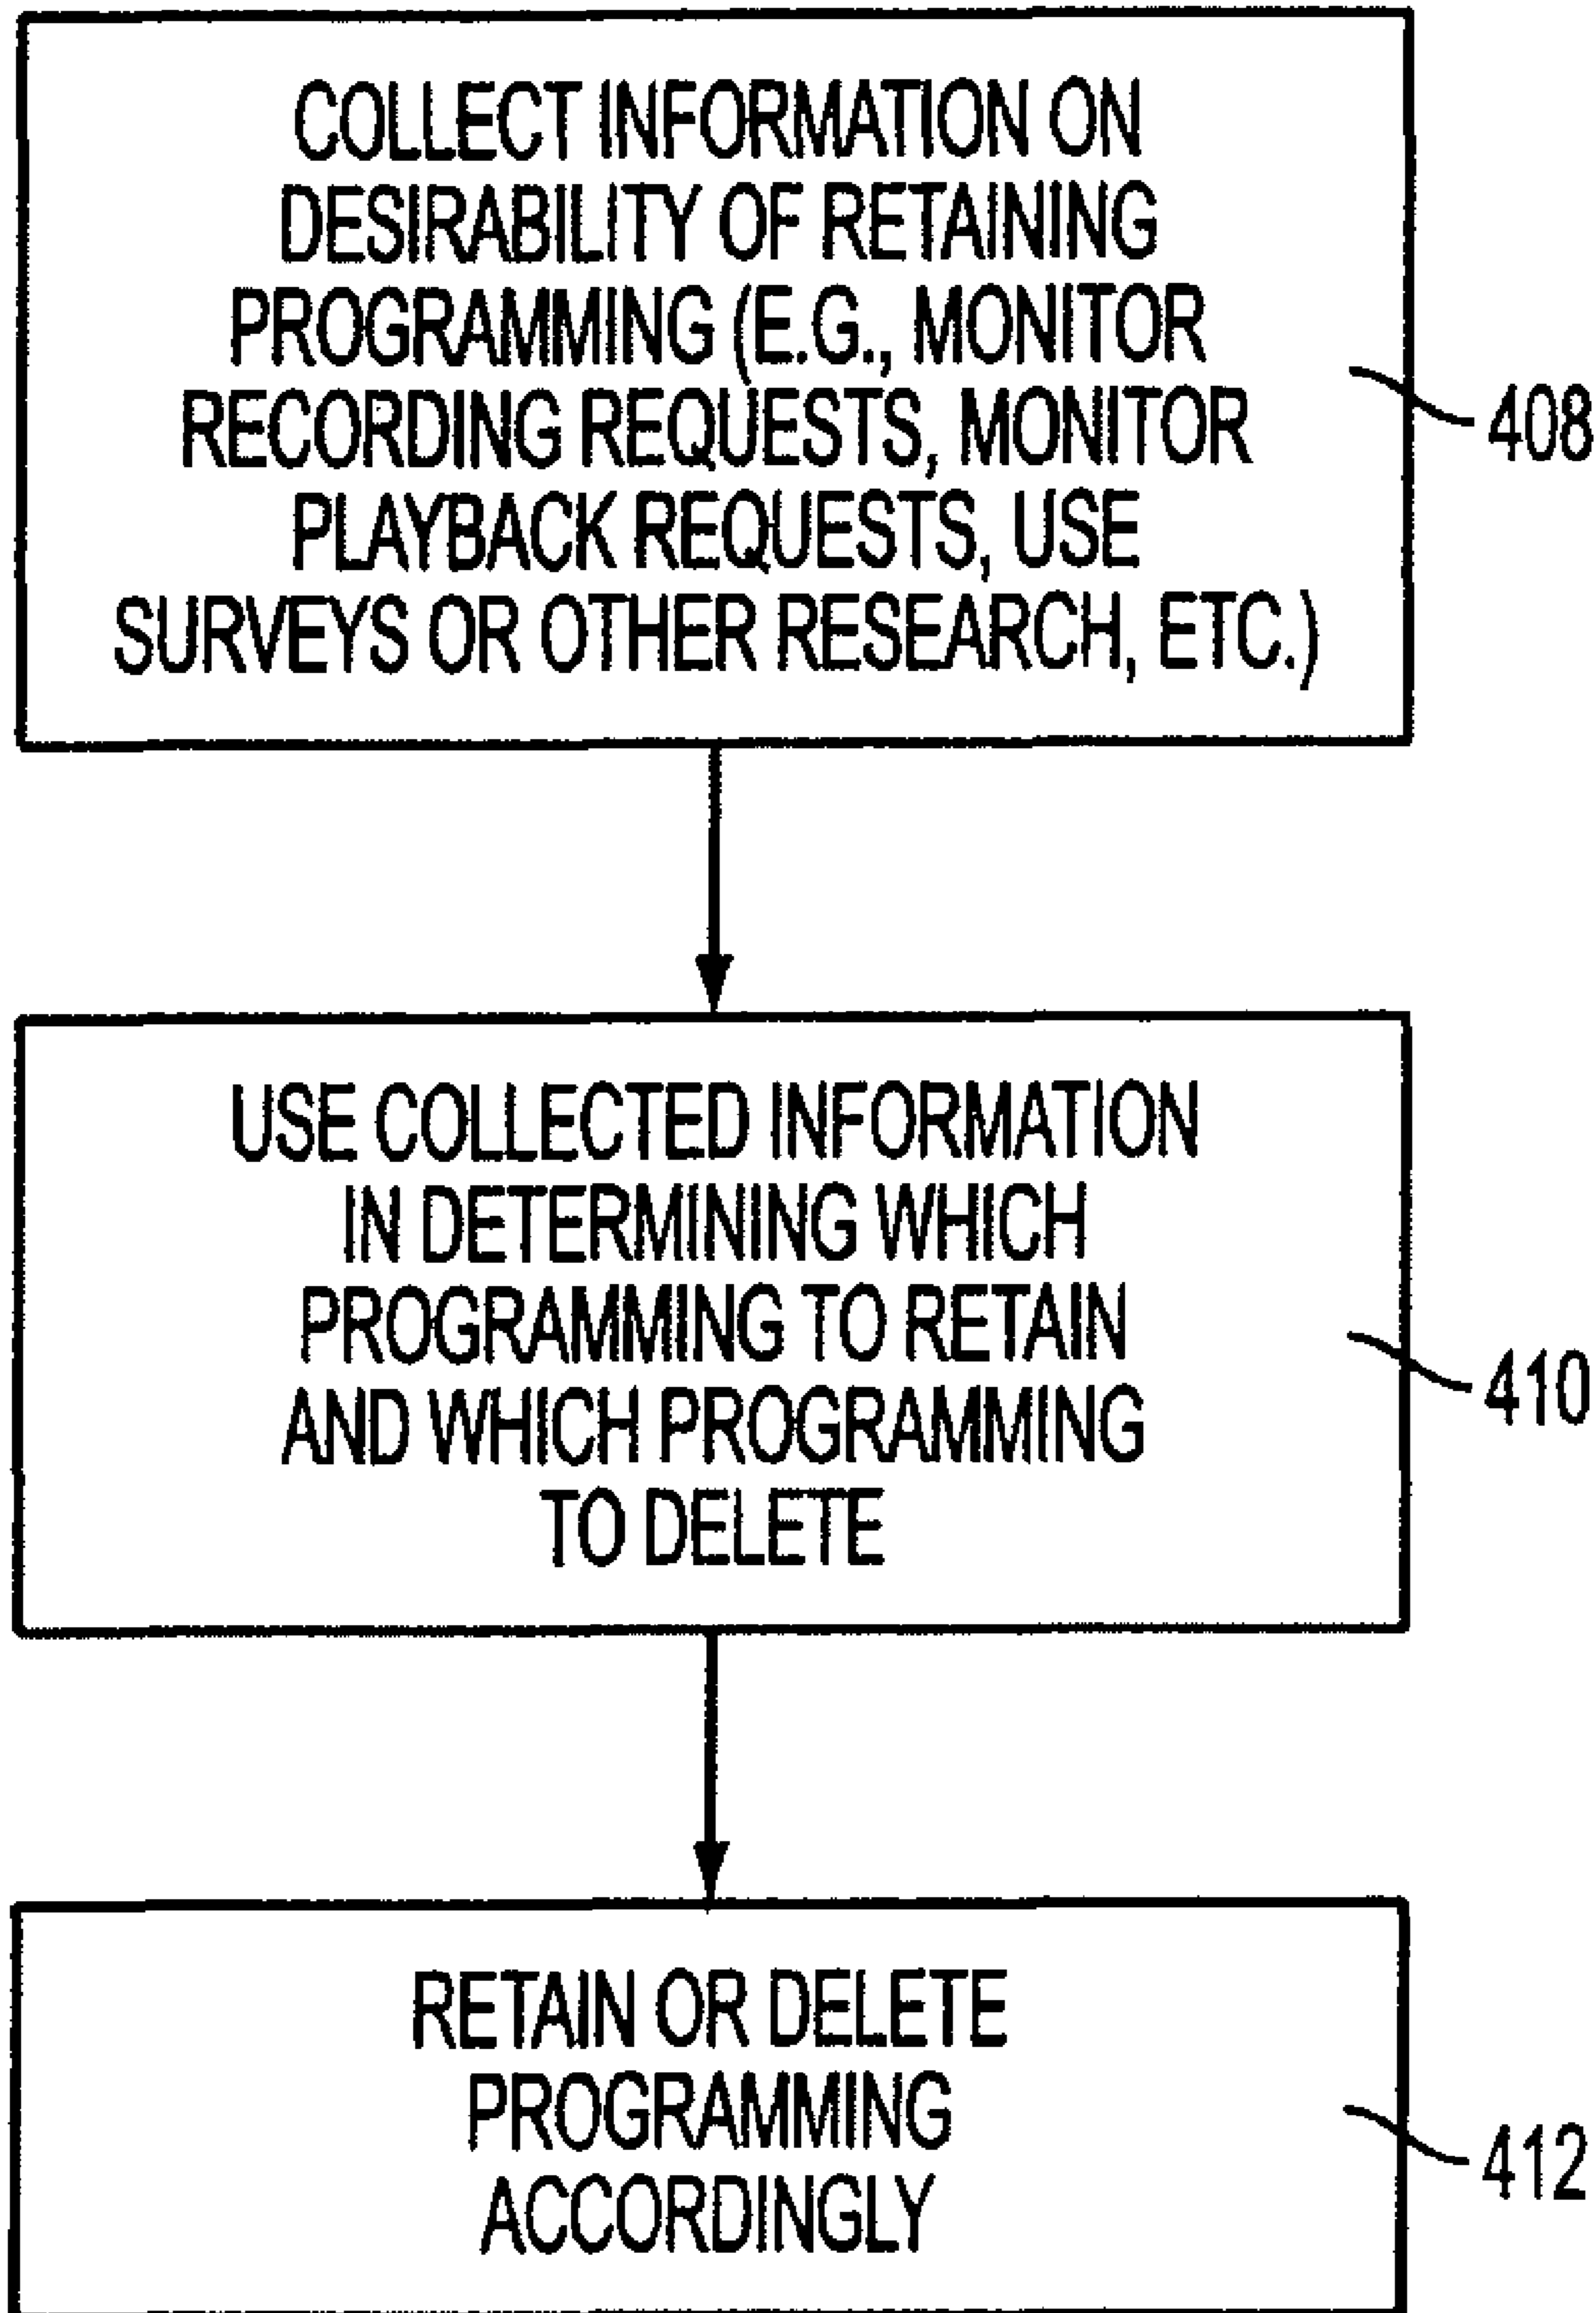 COLLECT INFORMATION ON
DESIRABILITY OF RETAINING
PROGRAMMING (E.G., MONITOR
RECORDING REQUESTS, MONITOR
PLAYBACK REQUESTS, USE
SURVEYS OR OTHER RESEARCH, ETC.)
408
USE COLLECTED INFORMATION
IN DETERMINING WHICH
PROGRAMMING TO RETAIN
AND WHICH PROGRAMMING
TO DELETE
410
RETAIN OR DELETE
PROGRAMMING
ACCORDINGLY
412